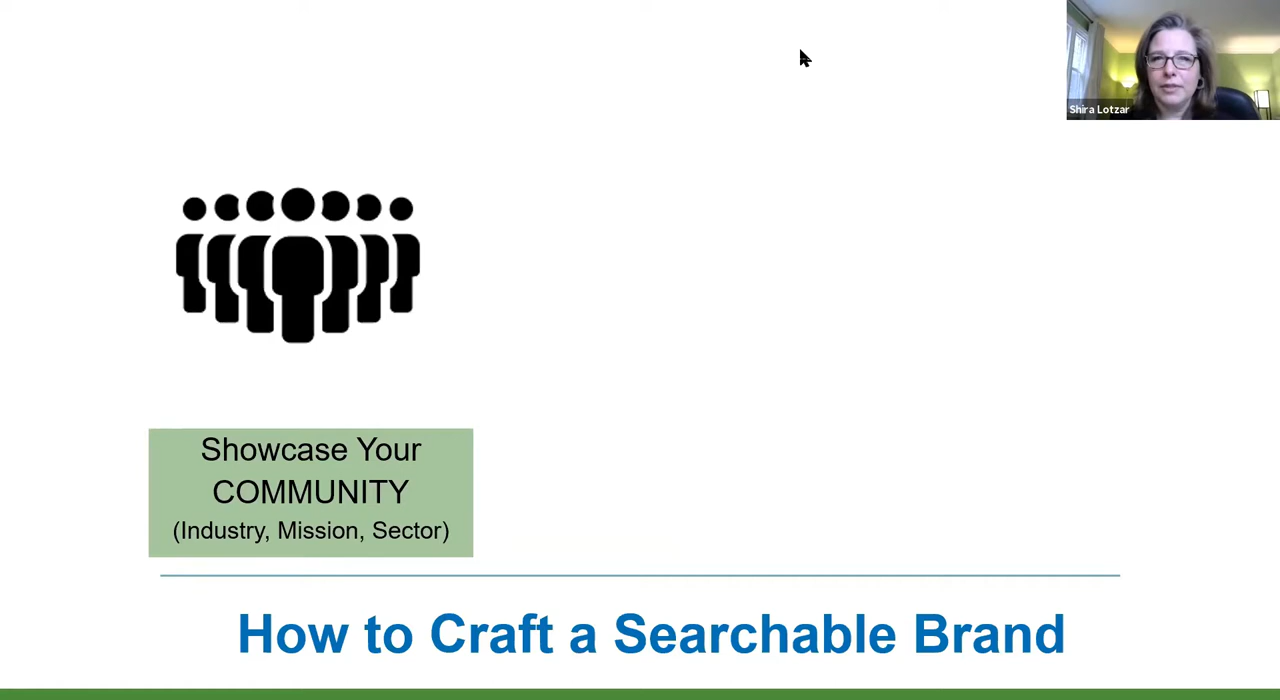 Shira Lotzar
Showcase Your
COMMUNITY
(Industry, Mission, Sector)
How to Craft a Searchable Brand